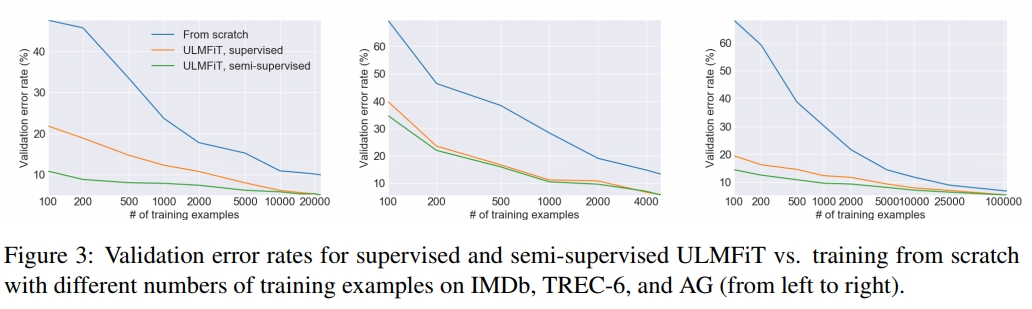 Validation error rate (%)
40
30
20
10
From scratch
ULMFiT, supervised
ULMFiT, semi-supervised
100 200 500 1000 2000 5000 10000 20000
# of training examples
Validation error rate (%)
60
50
40
30
20
10
100 200 500 1000 2000 4000
# of training examples
Validation error rate (%)
60
50
40
30
20
10
100 200 500 1000 2000 5000 10000 25000 100000
# of training examples
Figure 3: Validation error rates for supervised and semi-supervised ULMFiT vs. training from scratch
with different numbers of training examples on IMDb, TREC-6, and AG (from left to right).